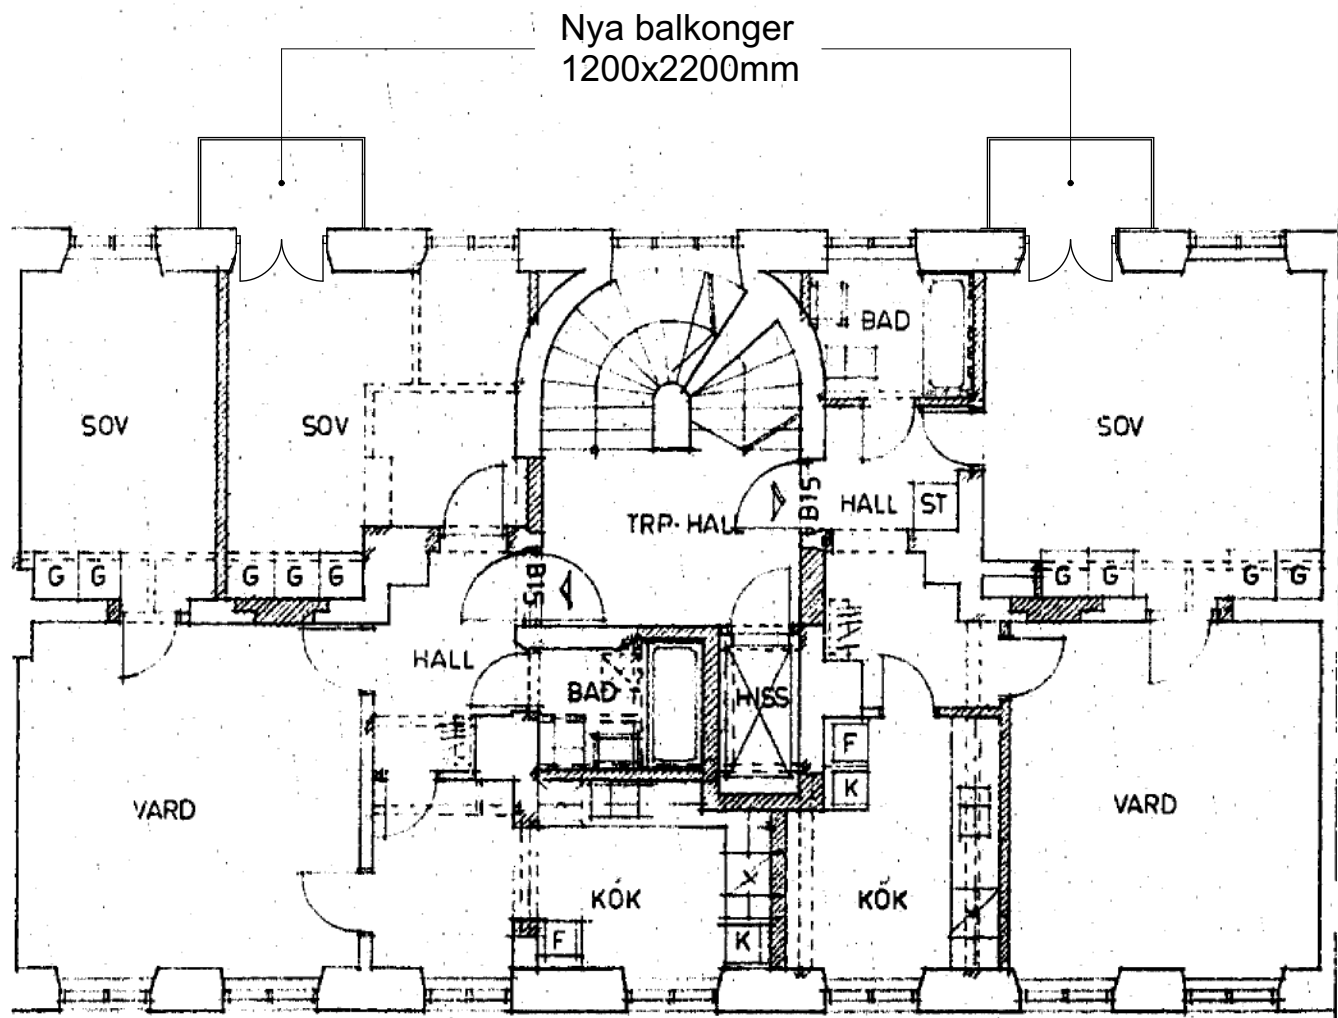 Nya balkonger
1200x2200mm
BAD
SOV
SOV
SOV
B15
HALL
ST
TRP-HALL
G
G
G
G
G
G
G
G
G
B15
HALL
BAD
HISS
F
K
VARD
VARD
KÖK
KÖK
F
K